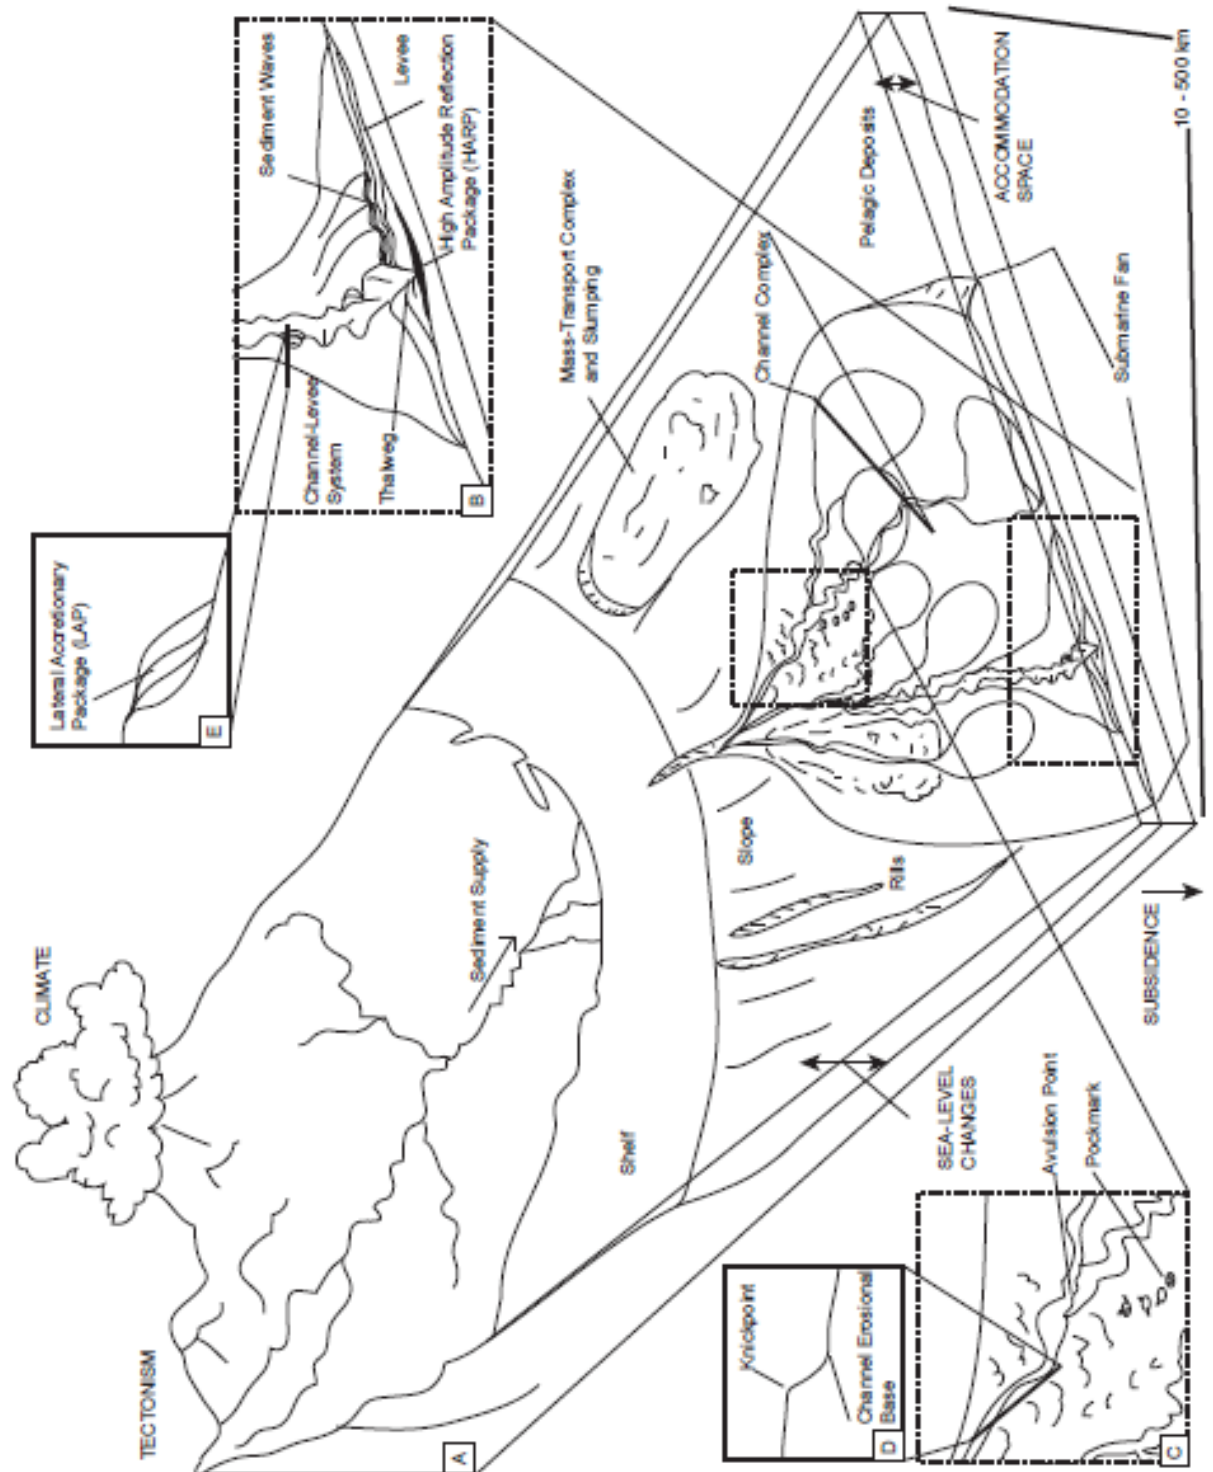 CLIMATE
TECTONISM
Lateral Accretionary
Package (LAP)
E
Sediment Waves
Channel-Levee
System
Thalweg
Levee
High Amplitude Reflection
Package (HARP)
B
A
Sediment Supply
Mass-Transport Complex
and Slumping
Shelf
Slope
Rills
Channel Complex
Pelagic Deposits
ACCOMMODATION
SPACE
Knickpoint
Channel Erosional
Base
D
SEA-LEVEL
CHANGES
Avulsion Point
Pockmark
C
SUBSIDENCE
Submarine Fan
10 - 500 km